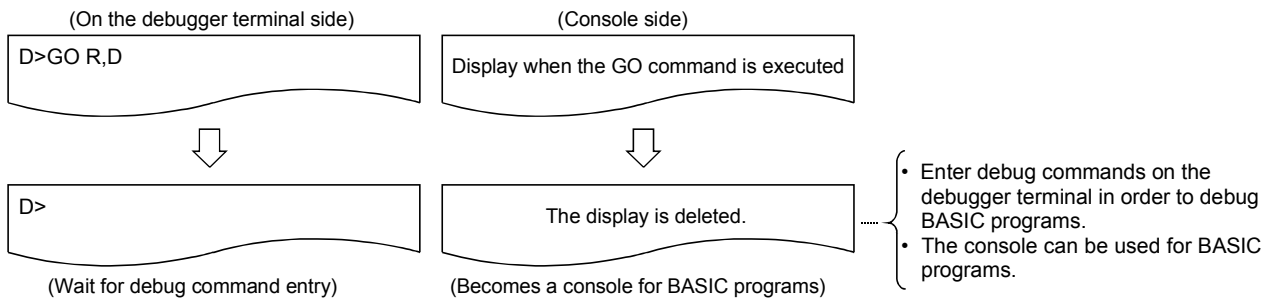 (On the debugger terminal side)
(Console side)
D>GO R,D
Display when the GO command is executed
D>
The display is deleted.
• Enter debug commands on the
debugger terminal in order to debug
BASIC programs.
• The console can be used for BASIC
programs.
(Wait for debug command entry)
(Becomes a console for BASIC programs)